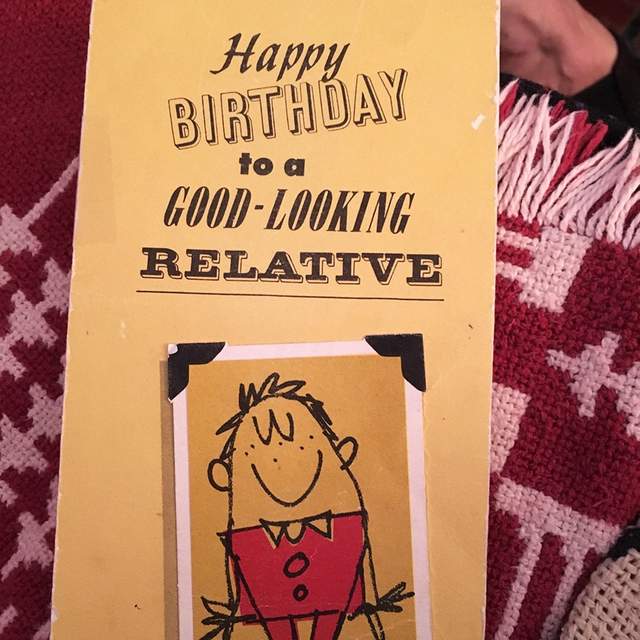 Happy
BIRTHDAY
to a
GOOD-LOOKING
RELATIVE